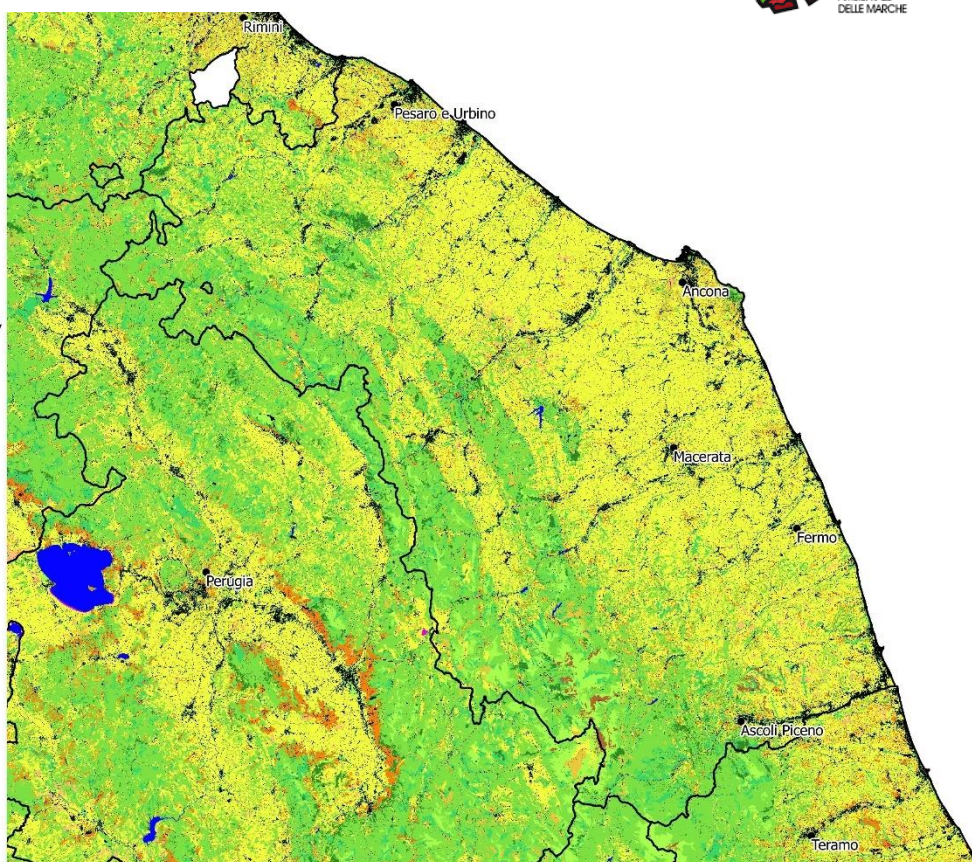 DELLE MARCHE
Rimini
Pesaro e Urbino
Ancona
Macerata
Fermo
Perugia
Ascoli Piceno
Teramo